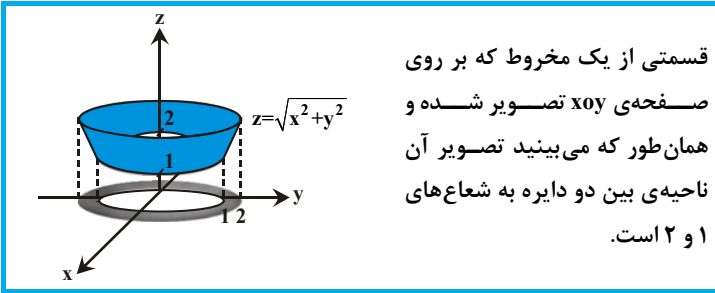 قسمتی از یک مخروط که بر روی
صفحه‌ی xoy تصویر شده و
همان‌طور که می‌بینید تصویر آن
ناحیه‌ی بین دو دایره به شعاع‌های
۱ و ۲ است.
z
2
z=√x²+y²
1
y
1 2
x